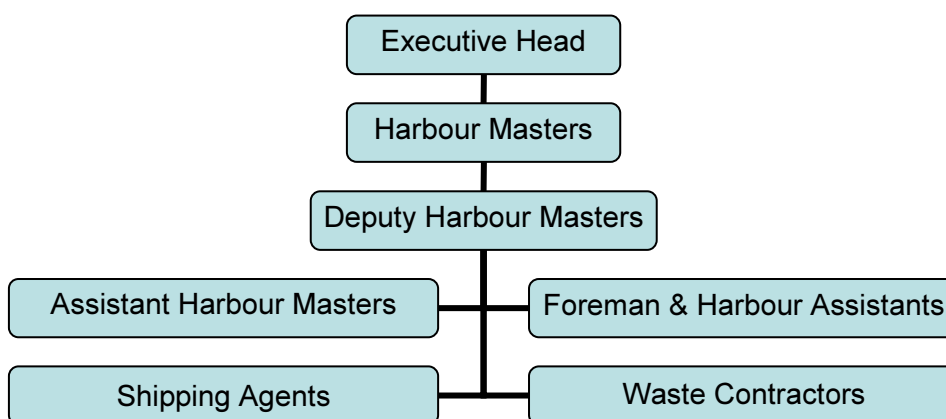 Executive Head
Harbour Masters
Deputy Harbour Masters
Assistant Harbour Masters
Foreman & Harbour Assistants
Shipping Agents
Waste Contractors